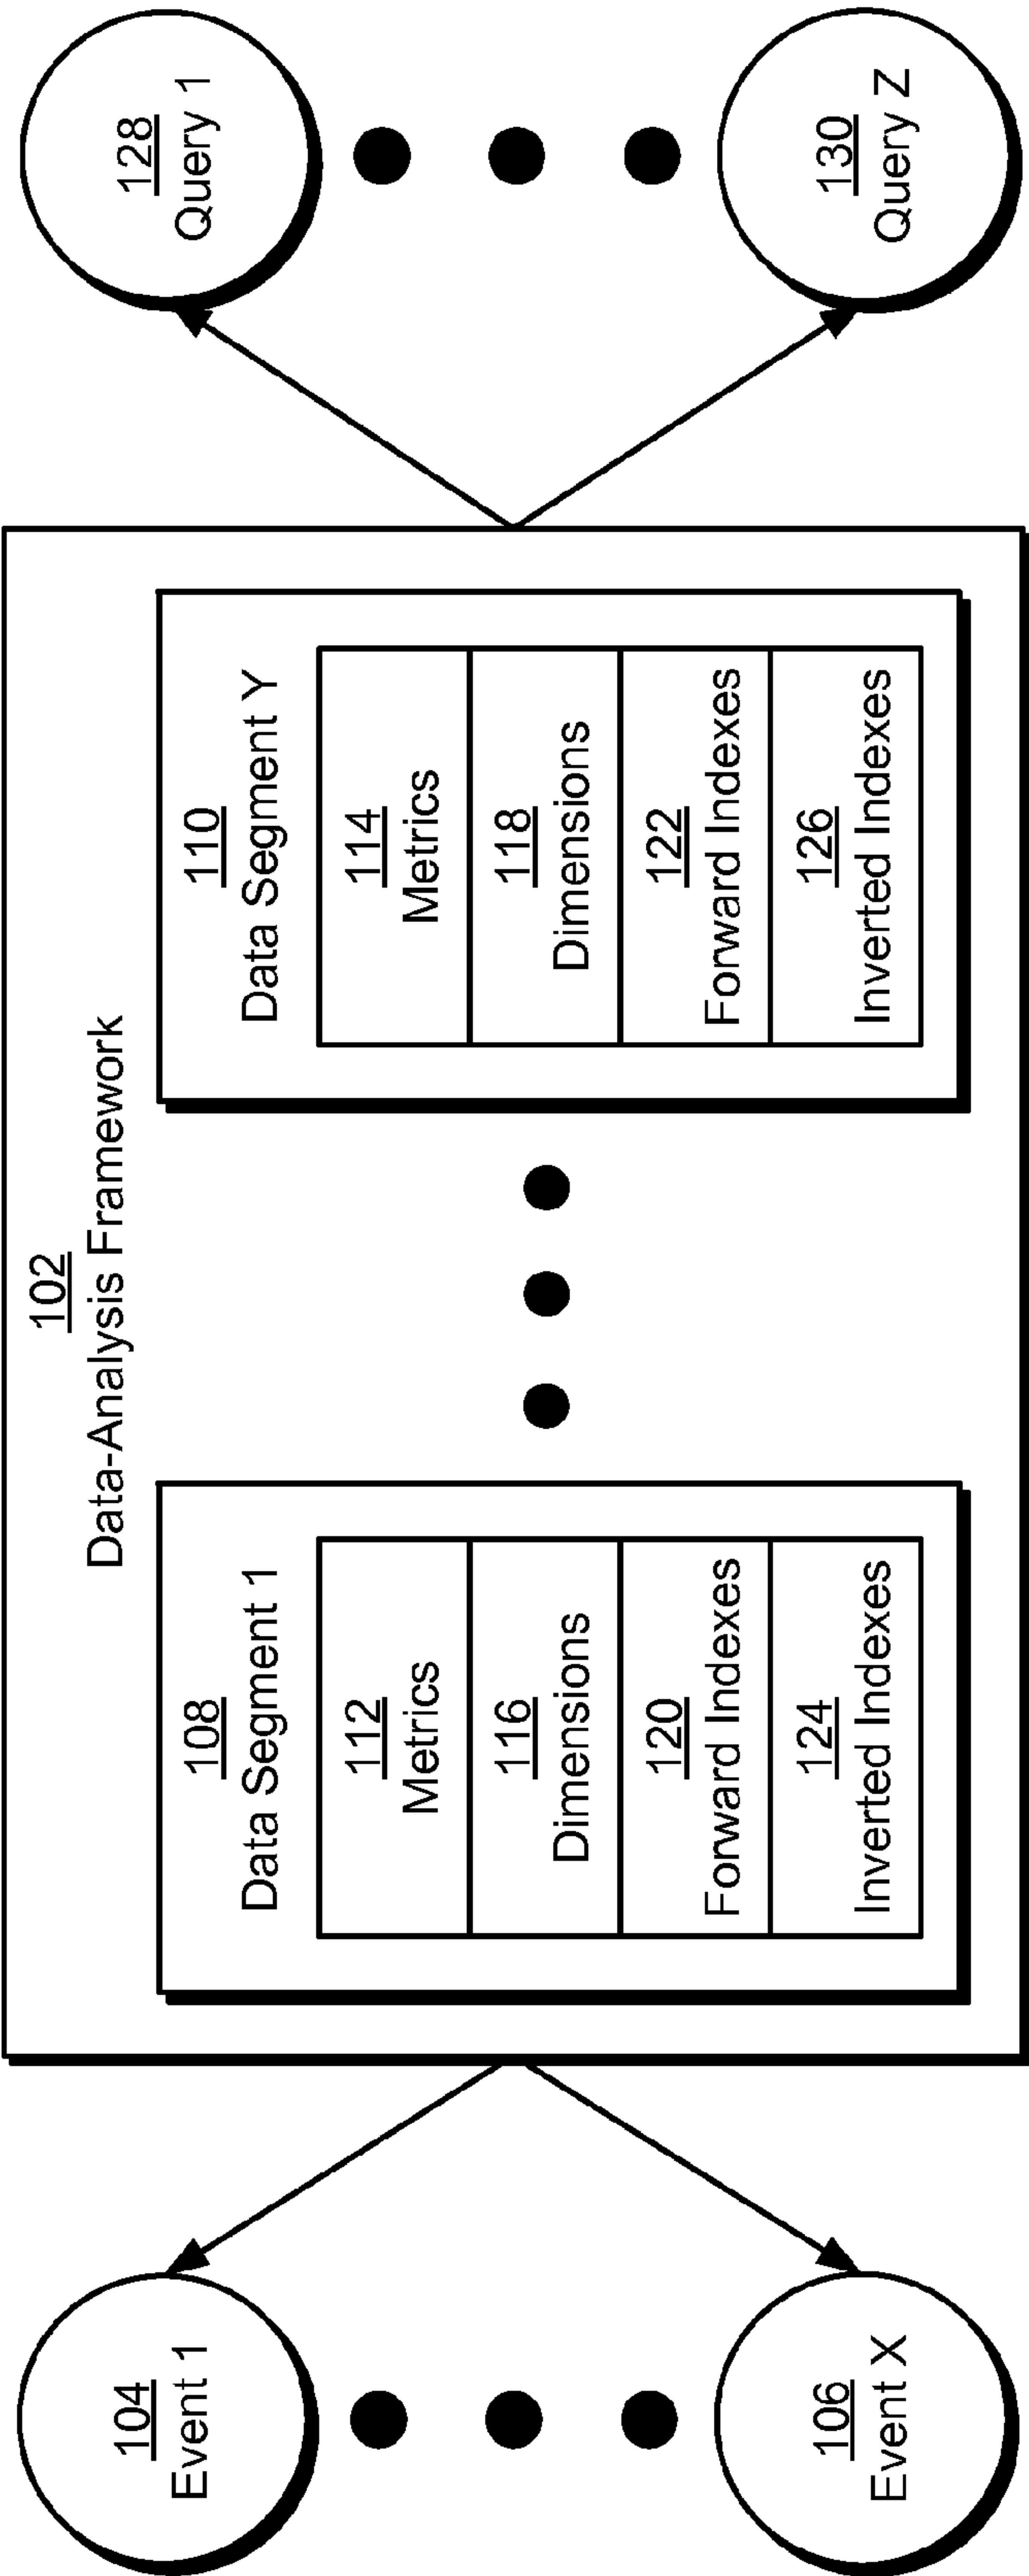 102
Data-Analysis Framework
104
Event 1
106
Event X
108
Data Segment 1
112
Metrics
116
Dimensions
120
Forward Indexes
124
Inverted Indexes
110
Data Segment Y
114
Metrics
118
Dimensions
122
Forward Indexes
126
Inverted Indexes
128
Query 1
130
Query Z